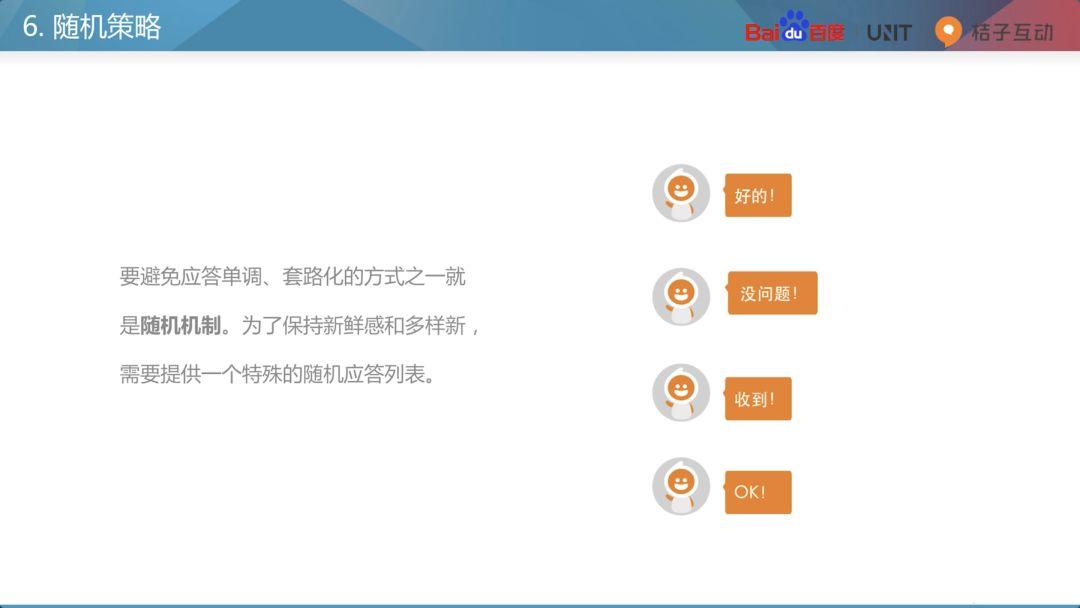 6. 随机策略
Bai du 百度 UNIT 桔子互动
要避免应答单调、套路化的方式之一就
是随机机制。为了保持新鲜感和多样新，
需要提供一个特殊的随机应答列表。
好的！
没问题！
收到！
OK！